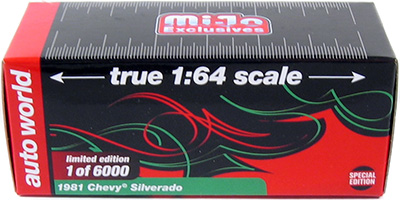 Mi·Jo
Exclusives
true 1:64 scale
auto world
limited edition
1 of 6000
1981 Chevy® Silverado
SPECIAL
EDITION